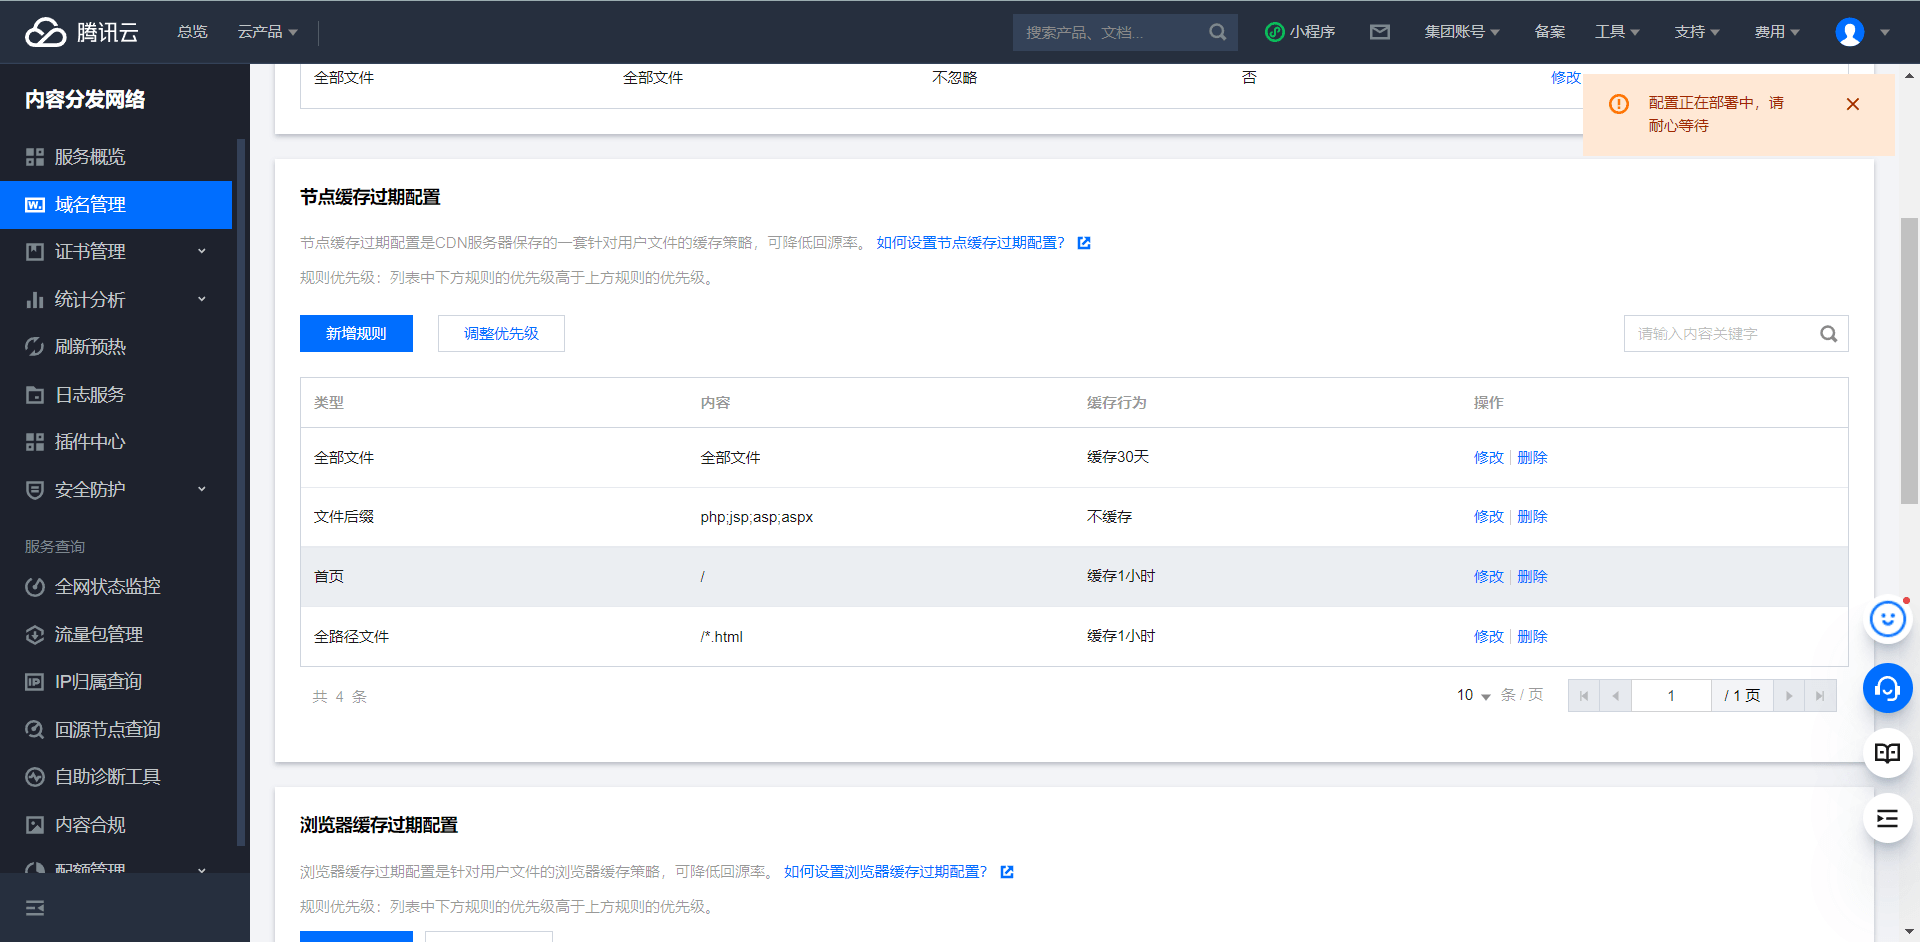 腾讯云
总览
云产品
搜索产品、文档...
小程序
集团账号
备案
工具
支持
费用
内容分发网络
服务概览
域名管理
证书管理
统计分析
刷新预热
日志服务
插件中心
安全防护
服务查询
全网状态监控
流量包管理
IP归属查询
回源节点查询
自助诊断工具
内容合规
配额管理
全部文件 全部文件 不忽略 否 修改
配置正在部署中，请
耐心等待
节点缓存过期配置
节点缓存过期配置是CDN服务器保存的一套针对用户文件的缓存策略，可降低回源率。 如何设置节点缓存过期配置？
规则优先级：列表中下方规则的优先级高于上方规则的优先级。
新增规则 调整优先级 请输入内容关键字
类型 内容 缓存行为 操作
全部文件 全部文件 缓存30天 修改 删除
文件后缀 php;jsp;asp;aspx 不缓存 修改 删除
首页 / 缓存1小时 修改 删除
全路径文件 /*.html 缓存1小时 修改 删除
共 4 条 10 条 / 页 1 / 1 页
浏览器缓存过期配置
浏览器缓存过期配置是针对用户文件的浏览器缓存策略，可降低回源率。 如何设置浏览器缓存过期配置？
规则优先级：列表中下方规则的优先级高于上方规则的优先级。